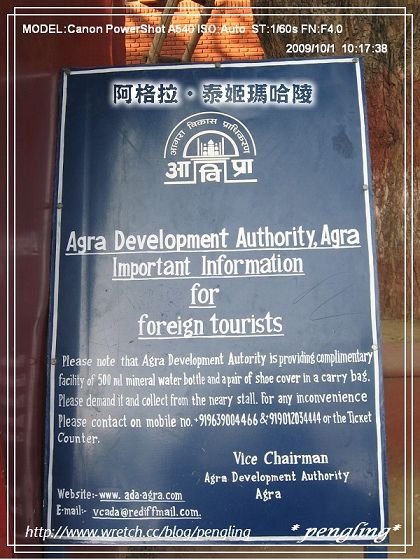 MODEL:Canon PowerShot A540 ISO:Auto ST:1/60s FN:F4.0
2009/10/1 10:17:38
阿格拉·泰姬瑪哈陵
आगरा विकास प्राधिकरण
आ वि प्रा
Agra Development Authority, Agra
Important Information
for
foreign tourists
Please note that Agra Development Autority is providing complimentary
facility of 500 ml mineral water bottle and a pair of shoe cover in a carry bag.
Please demand it and collect from the neary stall. For any inconvenience
Please contact on mobile no. +919639004466 & +919012034444 or the Ticket
Counter.
Vice Chairman
Agra Development Authority
Agra
Website:- www. ada-agra.com
E-mail:- vcada@rediffmail.com.
http://www.wretch.cc/blog/pengling
* pengling *